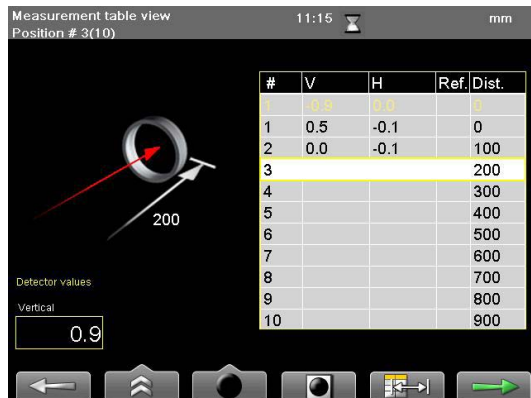 Measurement table view 11:15 mm
Position # 3(10)
# V H Ref. Dist.
1 -0.9 0.0 0
1 0.5 -0.1 0
2 0.0 -0.1 100
3 200
4 300
5 400
6 500
7 600
8 700
9 800
10 900
200
Detector values
Vertical
0.9